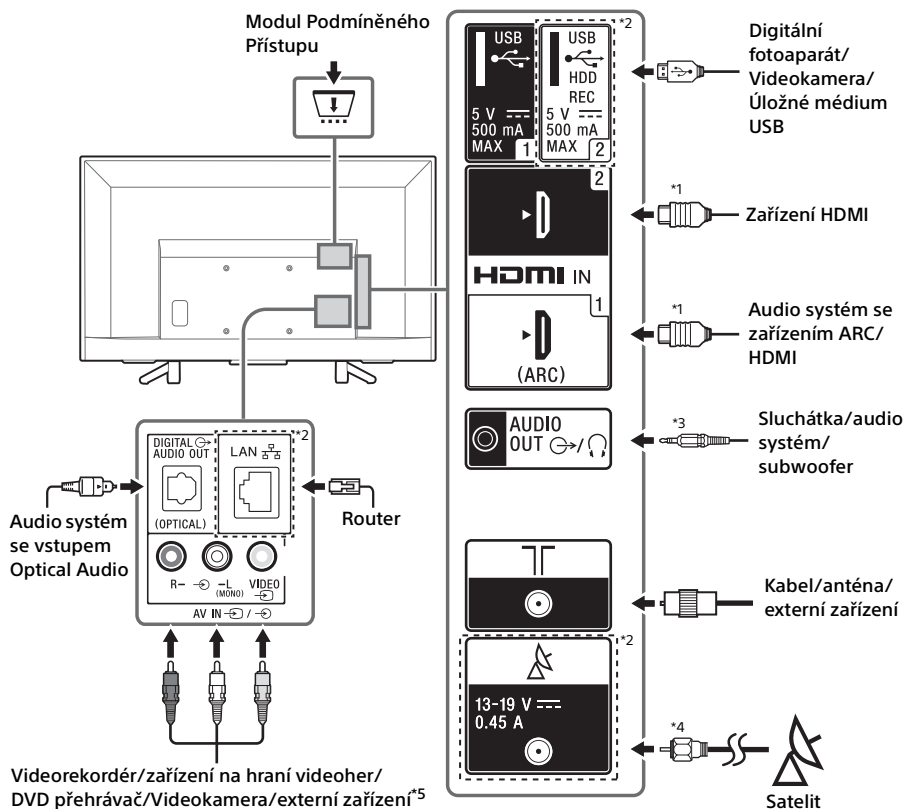 Modul Podmíněného
Přístupu
USB
5 V
500 mA
MAX
1
*2
USB
HDD
REC
5 V
500 mA
MAX
2
Digitální
fotoaparát/
Videokamera/
Úložné médium
USB
2
*1
Zařízení HDMI
HDMI IN
1
(ARC)
*1
Audio systém se
zařízením ARC/
HDMI
AUDIO
OUT
*3
Sluchátka/audio
systém/
subwoofer
DIGITAL
AUDIO OUT
(OPTICAL)
*2
LAN
Audio systém
se vstupem
Optical Audio
Router
R–
–L
(MONO)
VIDEO
AV IN /
Kabel/anténa/
externí zařízení
*2
13-19 V
0.45 A
*4
Satelit
Videorekordér/zařízení na hraní videoher/
DVD přehrávač/Videokamera/externí zařízení*5